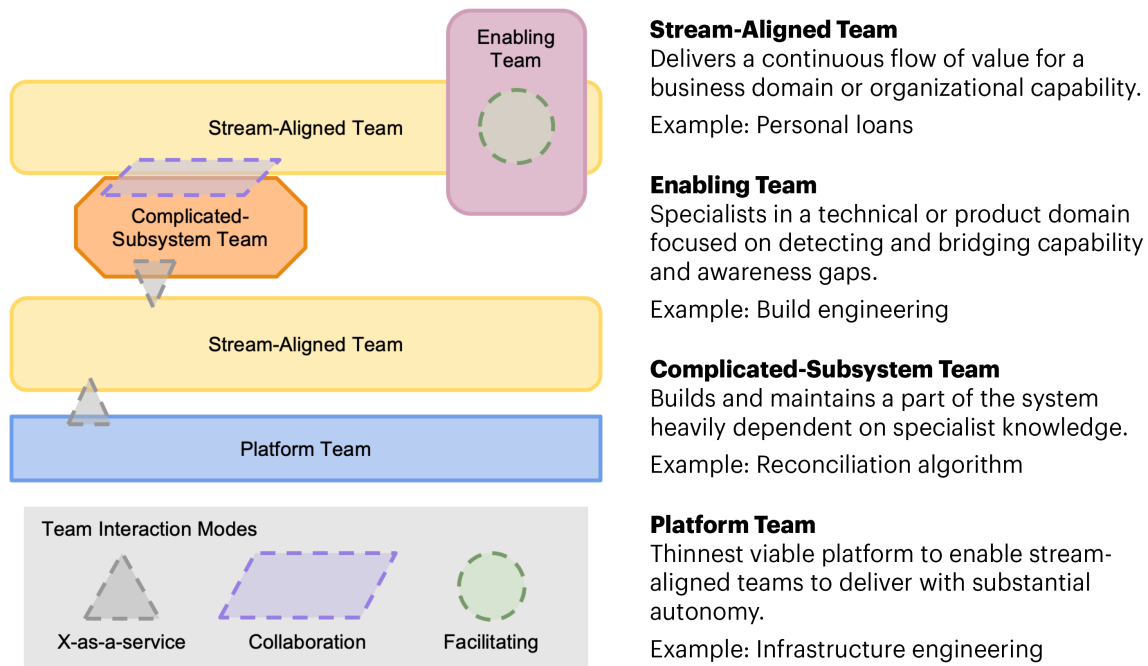 Enabling
Team
Stream-Aligned Team
Complicated-
Subsystem Team
Stream-Aligned Team
Platform Team
Team Interaction Modes
X-as-a-service
Collaboration
Facilitating
Stream-Aligned Team
Delivers a continuous flow of value for a
business domain or organizational capability.
Example: Personal loans
Enabling Team
Specialists in a technical or product domain
focused on detecting and bridging capability
and awareness gaps.
Example: Build engineering
Complicated-Subsystem Team
Builds and maintains a part of the system
heavily dependent on specialist knowledge.
Example: Reconciliation algorithm
Platform Team
Thinnest viable platform to enable stream-
aligned teams to deliver with substantial
autonomy.
Example: Infrastructure engineering